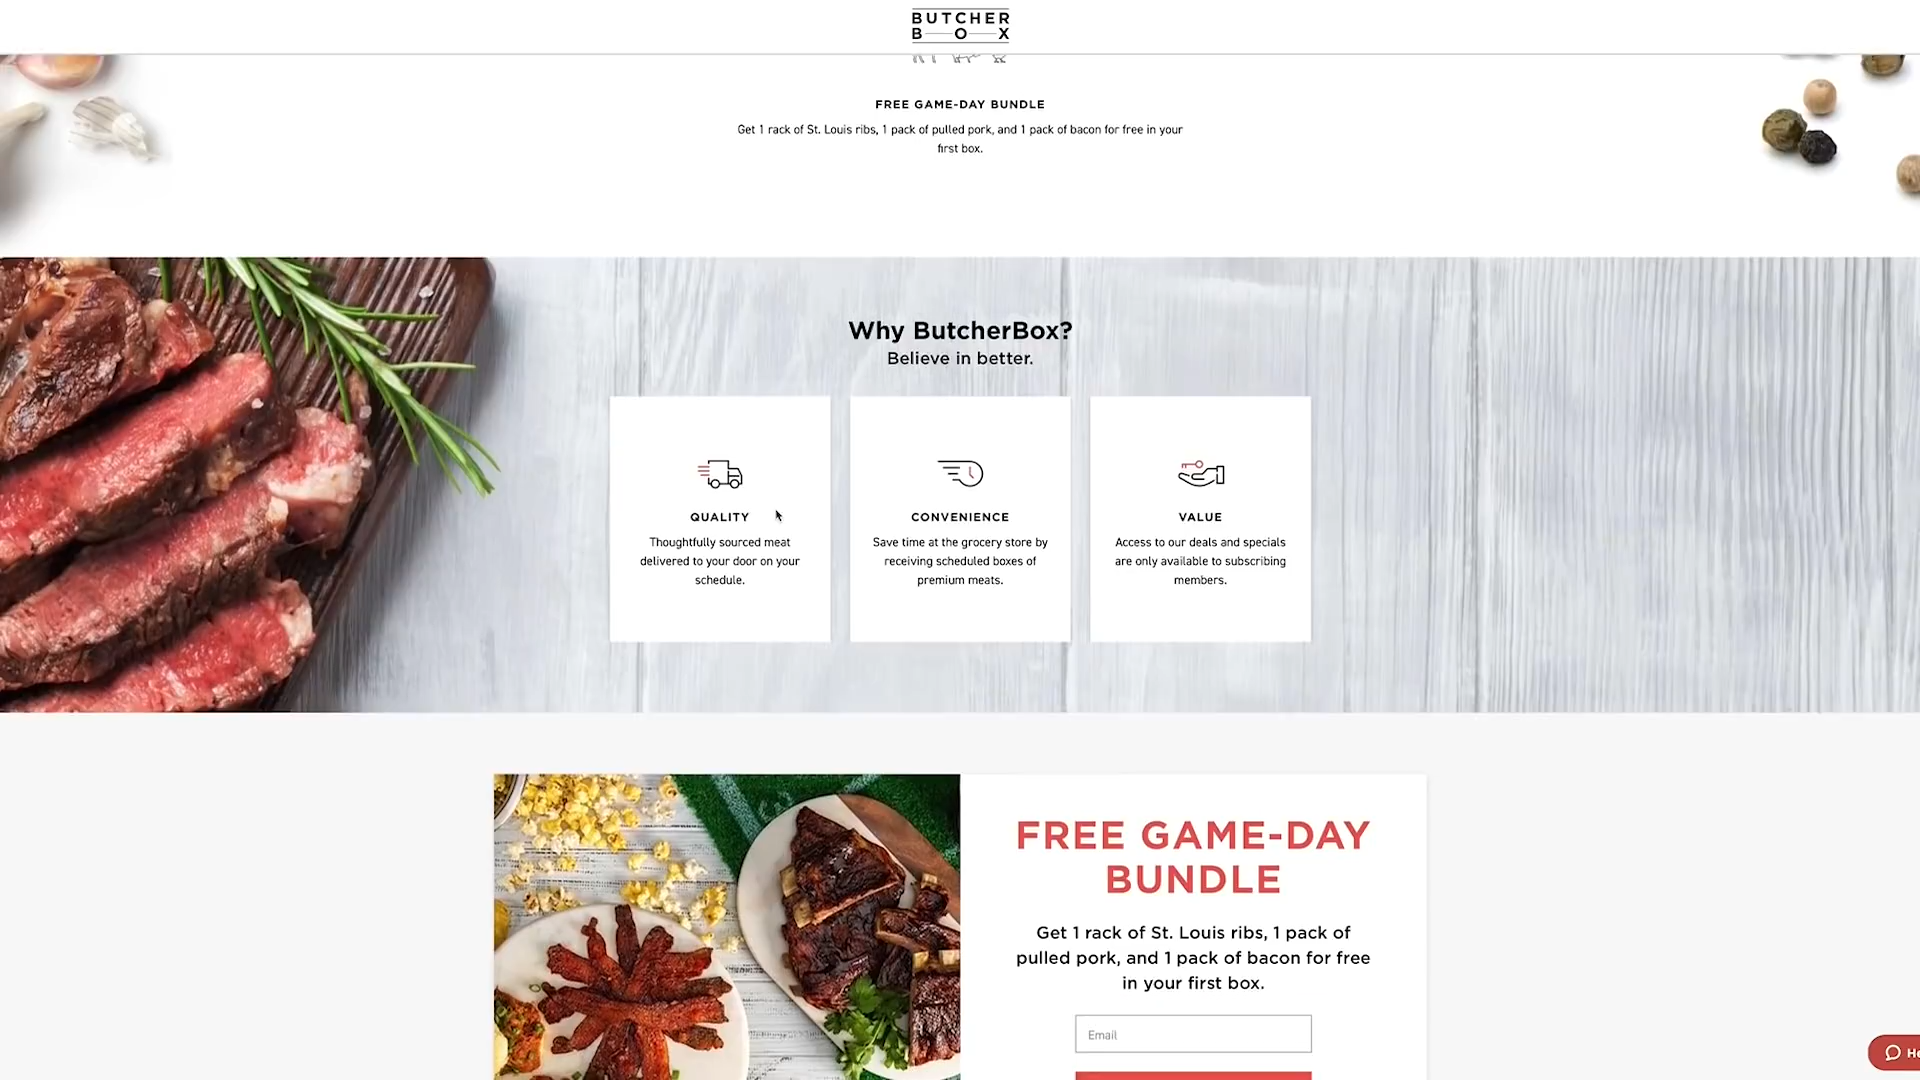 BUTCHER
BOX
FREE GAME-DAY BUNDLE
Get 1 rack of St. Louis ribs, 1 pack of pulled pork, and 1 pack of bacon for free in your
first box.
Why ButcherBox?
Believe in better.
QUALITY
Thoughtfully sourced meat
delivered to your door on your
schedule.
CONVENIENCE
Save time at the grocery store by
receiving scheduled boxes of
premium meats.
VALUE
Access to our deals and specials
are only available to subscribing
members.
FREE GAME-DAY
BUNDLE
Get 1 rack of St. Louis ribs, 1 pack of
pulled pork, and 1 pack of bacon for free
in your first box.
Email